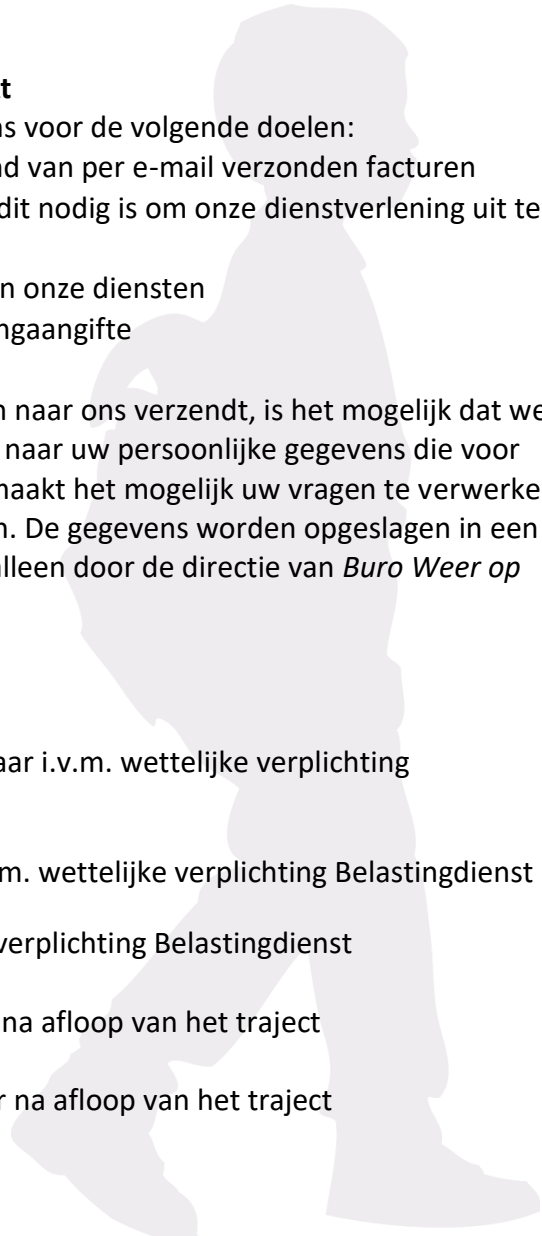 t
ns voor de volgende doelen:
nd van per e-mail verzonden facturen
dit nodig is om onze dienstverlening uit te
n onze diensten
ngaangifte
n naar ons verzendt, is het mogelijk dat we
naar uw persoonlijke gegevens die voor
maakt het mogelijk uw vragen te verwerke
n. De gegevens worden opgeslagen in een
alleen door de directie van Buro Weer op
aar i.v.m. wettelijke verplichting
m. wettelijke verplichting Belastingdienst
verplichting Belastingdienst
na afloop van het traject
r na afloop van het traject